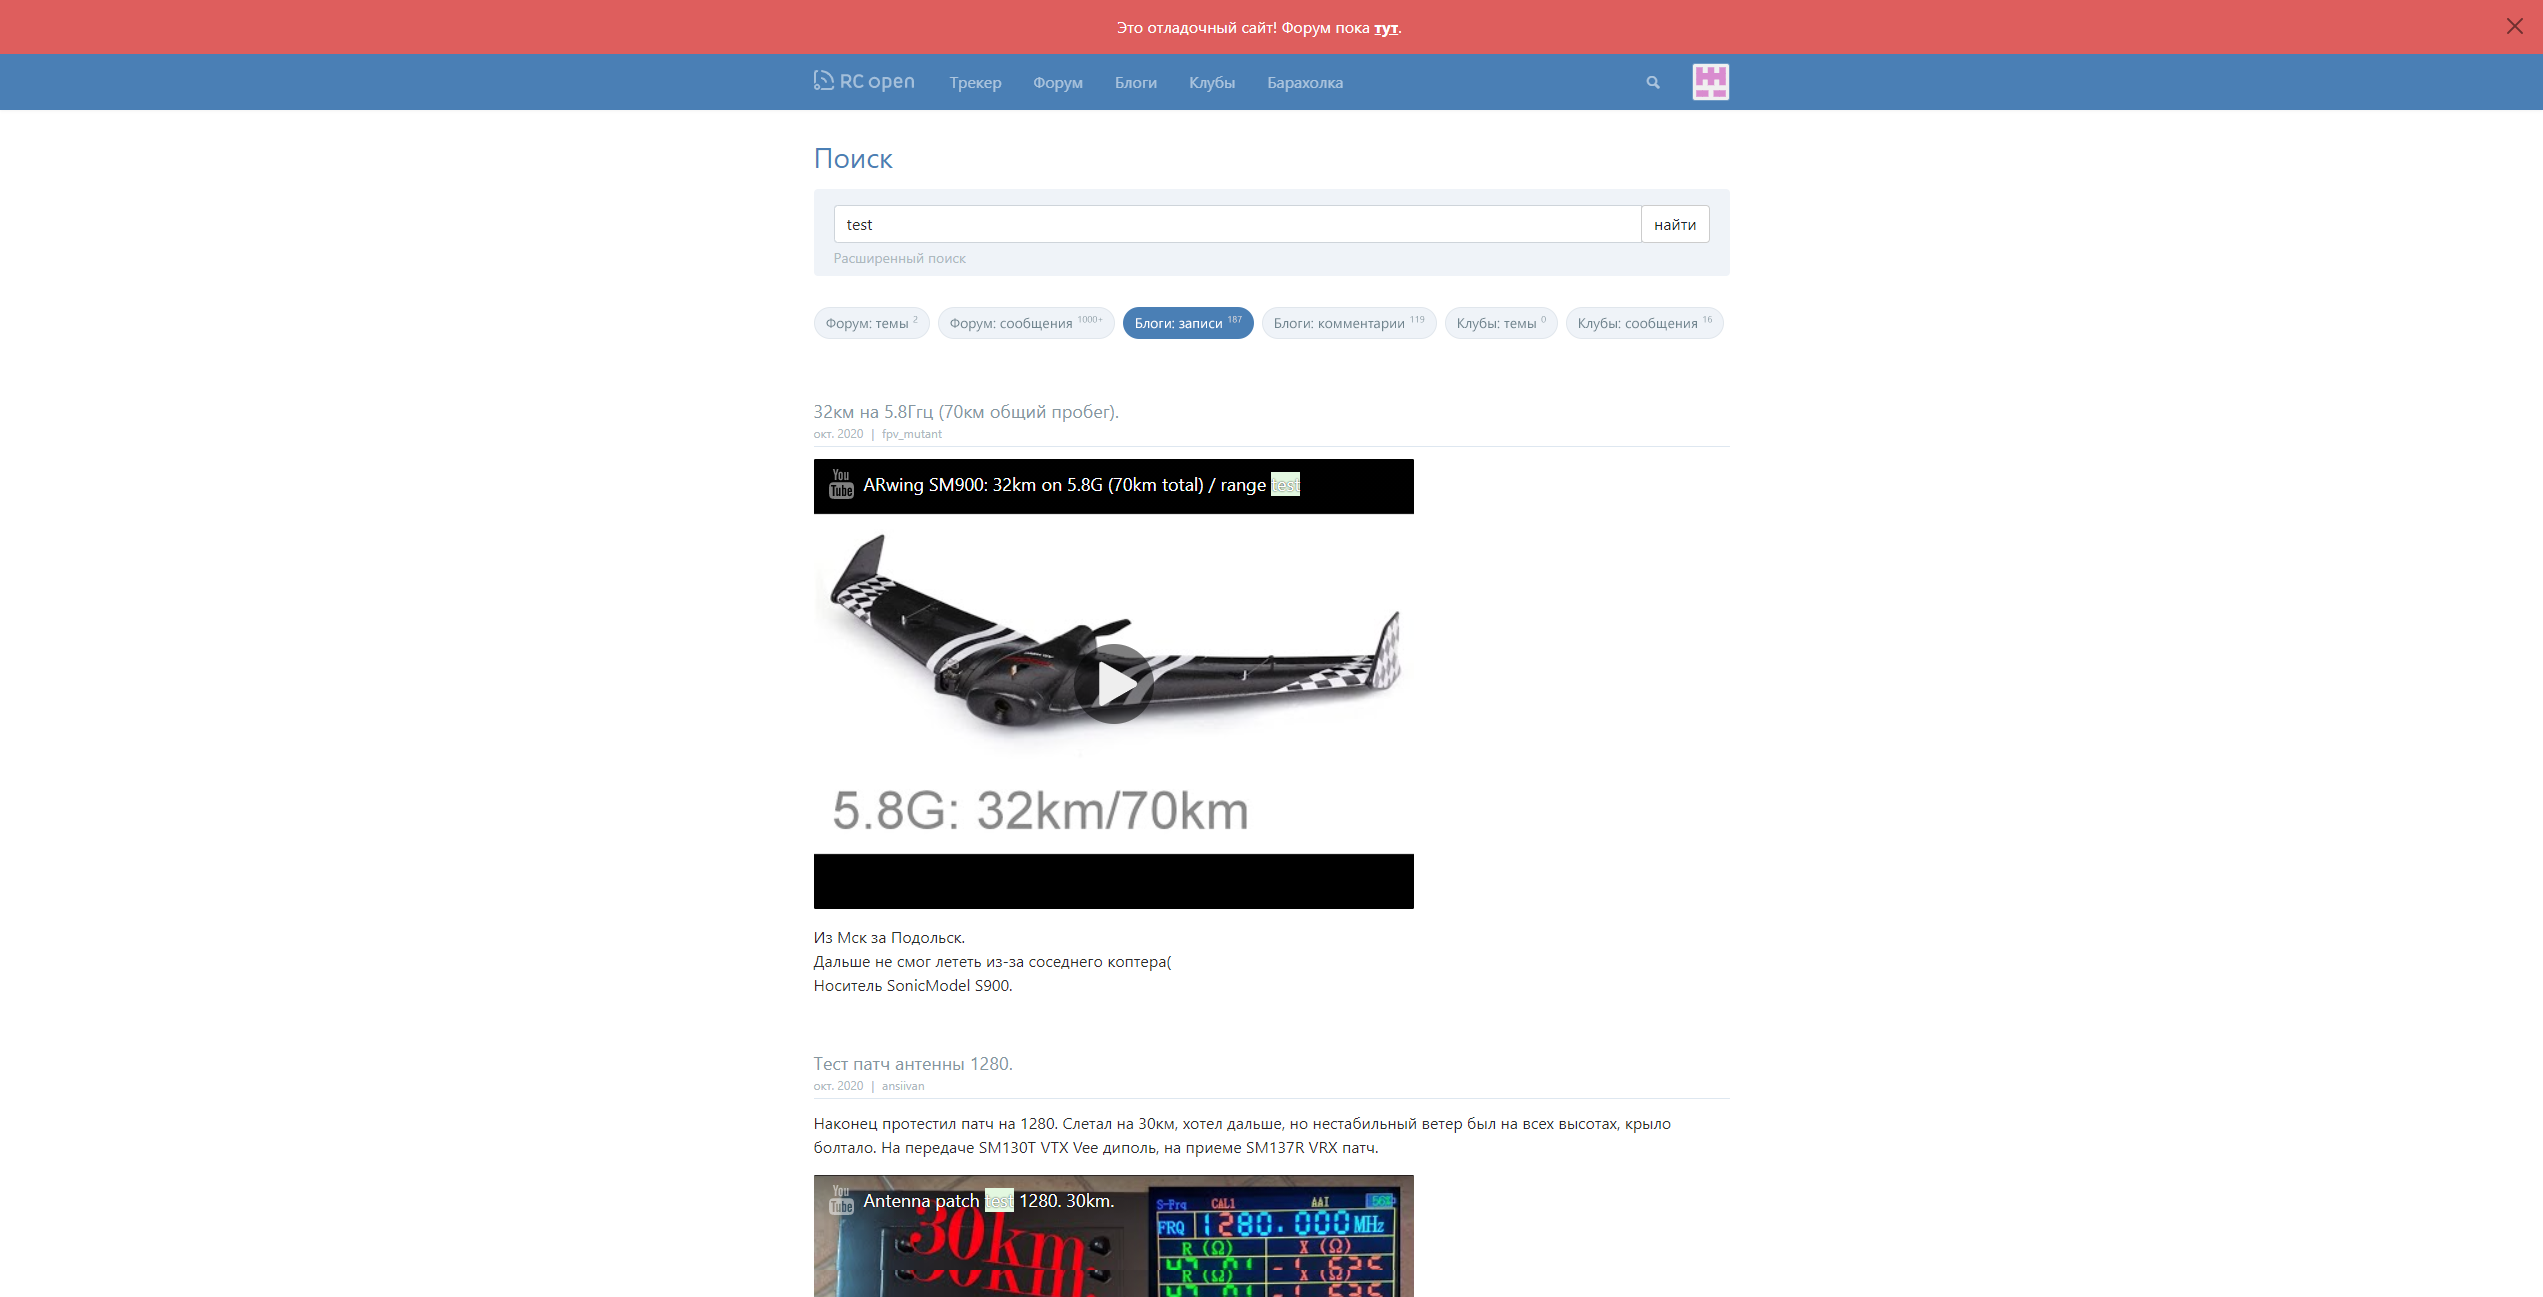 Это отладочный сайт! Форум пока тут.
RC open Трекер Форум Блоги Клубы Барахолка
Поиск
test найти
Расширенный поиск
Форум: темы 2 Форум: сообщения 1000+ Блоги: записи 187 Блоги: комментарии 119 Клубы: темы 0 Клубы: сообщения 16
32км на 5.8Ггц (70км общий пробег).
окт. 2020 | fpv_mutant
You Tube ARwing SM900: 32km on 5.8G (70km total) / range test
5.8G: 32km/70km
Из Мск за Подольск.
Дальше не смог лететь из-за соседнего коптера(
Носитель SonicModel S900.
Тест патч антенны 1280.
окт. 2020 | ansiivan
Наконец протестил патч на 1280. Слетал на 30км, хотел дальше, но нестабильный ветер был на всех высотах, крыло
болтало. На передаче SM130T VTX Vee диполь, на приеме SM137R VRX патч.
You Tube Antenna patch test 1280. 30km.
30km
30km
S-Frq CAL1 AAI 56%
FRQ 1280.000 MHz
R (Ω) X (Ω)
R (Ω) X (Ω)